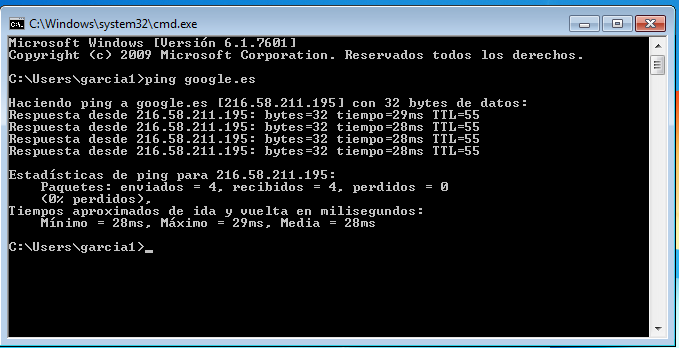 C:\Windows\system32\cmd.exe
Microsoft Windows [Versión 6.1.7601]
Copyright (c) 2009 Microsoft Corporation. Reservados todos los derechos.
C:\Users\garcia1>ping google.es
Haciendo ping a google.es [216.58.211.195] con 32 bytes de datos:
Respuesta desde 216.58.211.195: bytes=32 tiempo=29ms TTL=55
Respuesta desde 216.58.211.195: bytes=32 tiempo=28ms TTL=55
Respuesta desde 216.58.211.195: bytes=32 tiempo=28ms TTL=55
Respuesta desde 216.58.211.195: bytes=32 tiempo=28ms TTL=55
Estadísticas de ping para 216.58.211.195:
Paquetes: enviados = 4, recibidos = 4, perdidos = 0
(0% perdidos),
Tiempos aproximados de ida y vuelta en milisegundos:
Mínimo = 28ms, Máximo = 29ms, Media = 28ms
C:\Users\garcia1>_